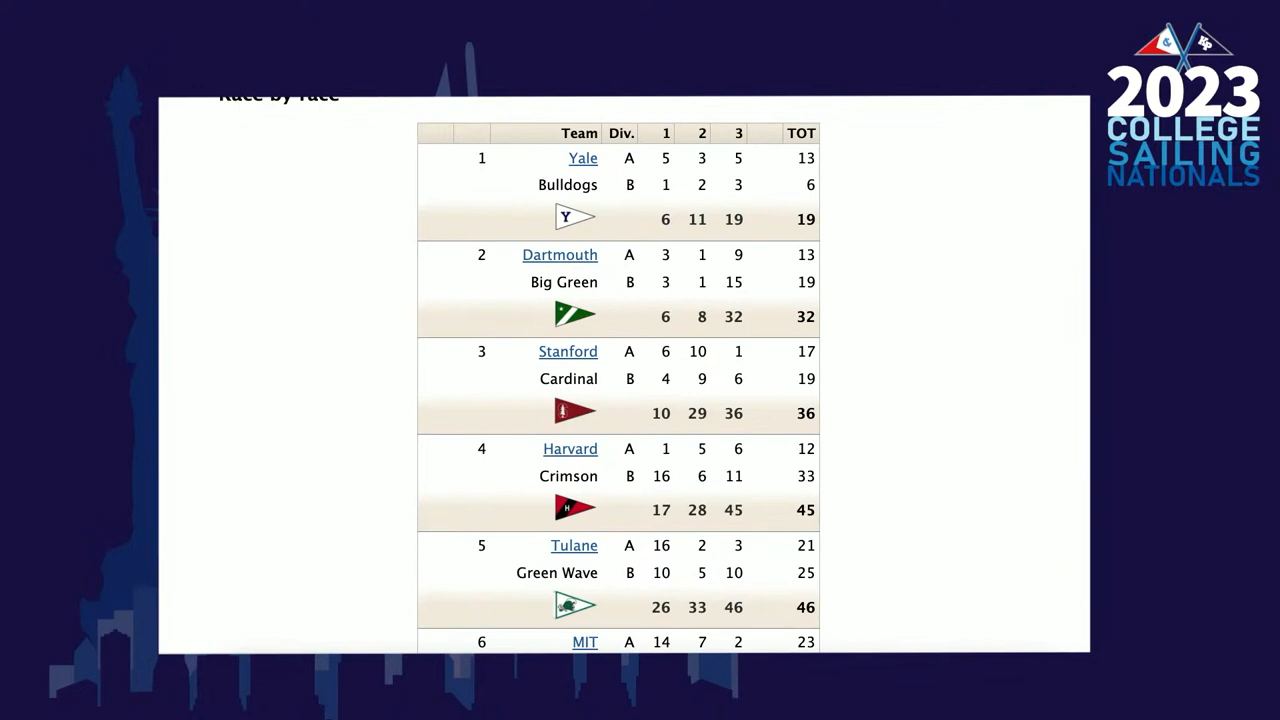 2023
COLLEGE
SAILING
NATIONALS
KP
Race by race
Team Div. 1 2 3 TOT
1 Yale A 5 3 5 13
Bulldogs B 1 2 3 6
Y 6 11 19 19
2 Dartmouth A 3 1 9 13
Big Green B 3 1 15 19
6 8 32 32
3 Stanford A 6 10 1 17
Cardinal B 4 9 6 19
10 29 36 36
4 Harvard A 1 5 6 12
Crimson B 16 6 11 33
H 17 28 45 45
5 Tulane A 16 2 3 21
Green Wave B 10 5 10 25
26 33 46 46
6 MIT A 14 7 2 23